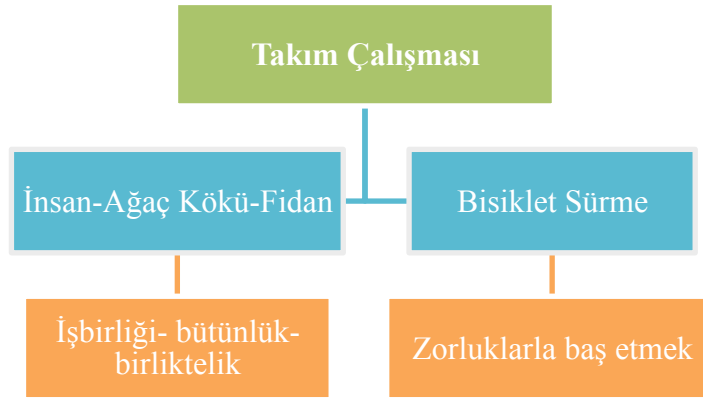 Takım Çalışması
İnsan-Ağaç Kökü-Fidan
Bisiklet Sürme
İşbirliği- bütünlük-
birliktelik
Zorluklarla baş etmek